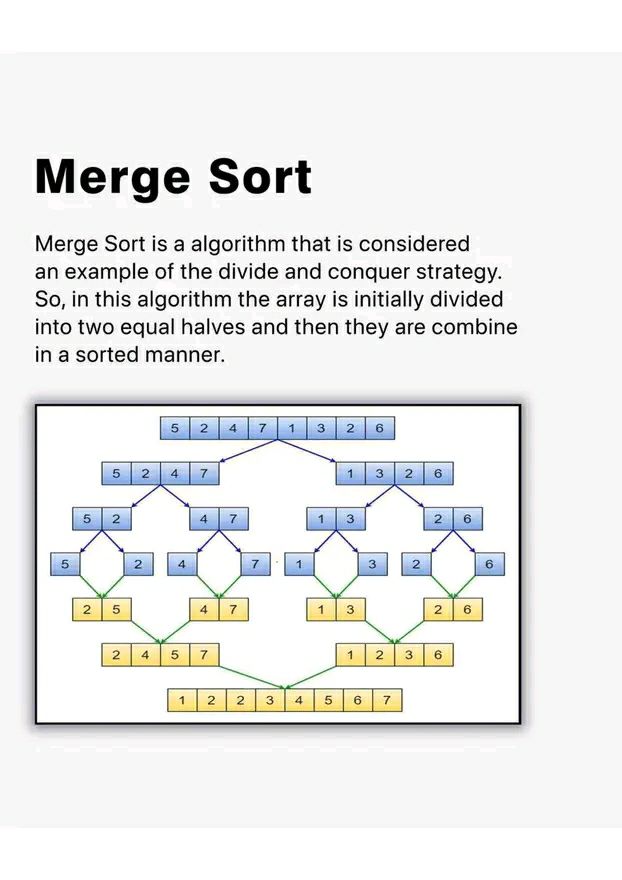 Merge Sort
Merge Sort is a algorithm that is considered
an example of the divide and conquer strategy.
So, in this algorithm the array is initially divided
into two equal halves and then they are combine
in a sorted manner.
5 2 4 7 1 3 2 6
5 2 4 7 1 3 2 6
5 2 4 7 1 3 2 6
5 2 4 7 1 3 2 6
2 5 4 7 1 3 2 6
2 4 5 7 1 2 3 6
1 2 2 3 4 5 6 7